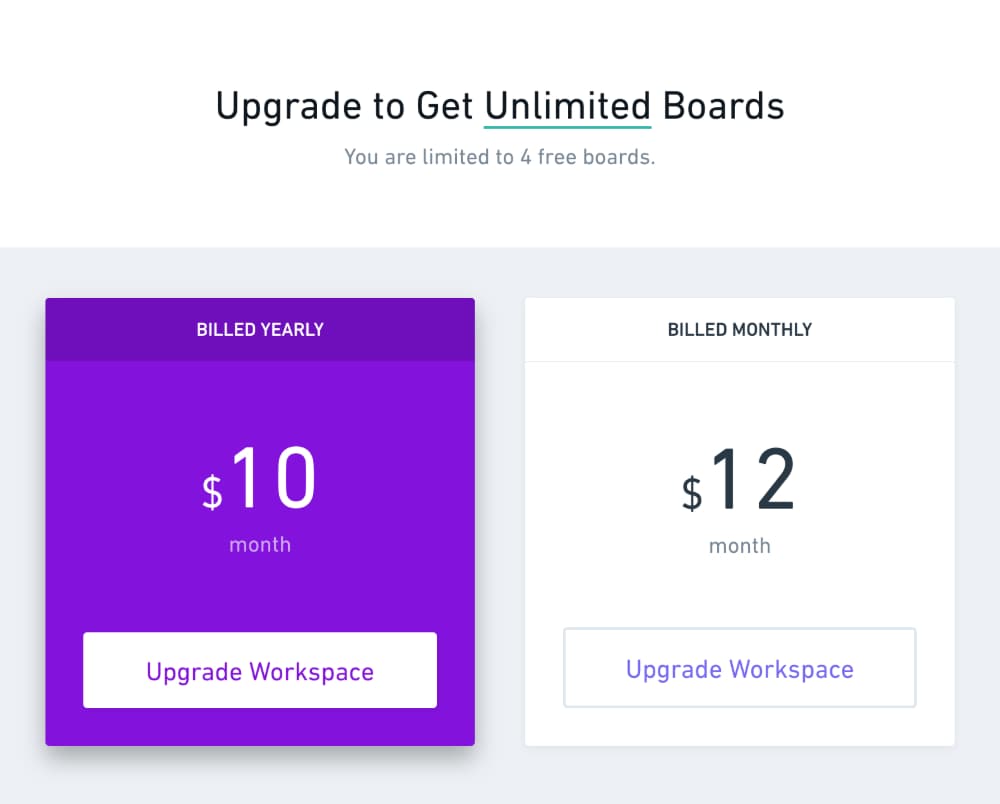 Upgrade to Get Unlimited Boards
You are limited to 4 free boards.
BILLED YEARLY
$10
month
Upgrade Workspace
BILLED MONTHLY
$12
month
Upgrade Workspace